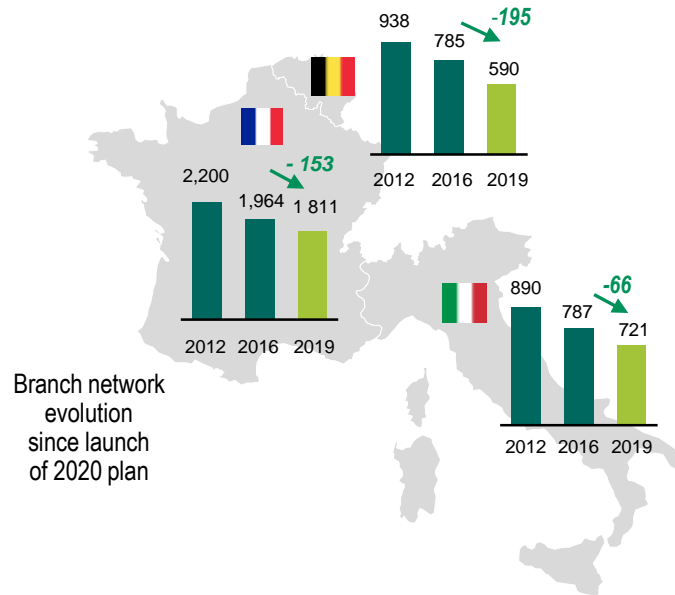 938
785
-195
590
2012 2016 2019
2,200
1,964
- 153
1 811
2012 2016 2019
890
787
-66
721
2012 2016 2019
Branch network
evolution
since launch
of 2020 plan